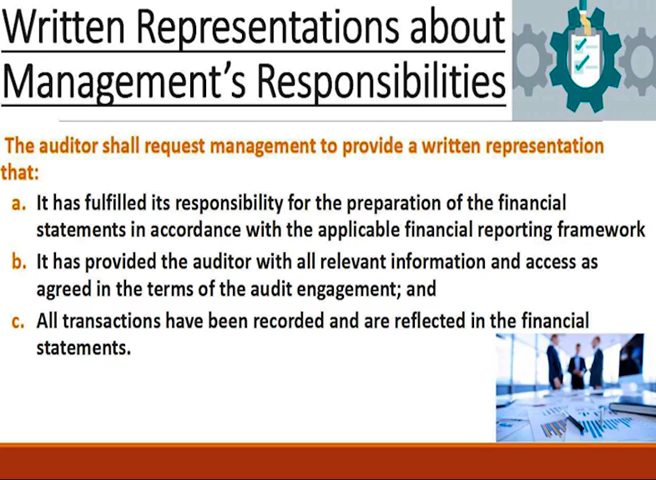 Written Representations about
Management's Responsibilities
The auditor shall request management to provide a written representation
that:
a. It has fulfilled its responsibility for the preparation of the financial
statements in accordance with the applicable financial reporting framework
b. It has provided the auditor with all relevant information and access as
agreed in the terms of the audit engagement; and
c. All transactions have been recorded and are reflected in the financial
statements.